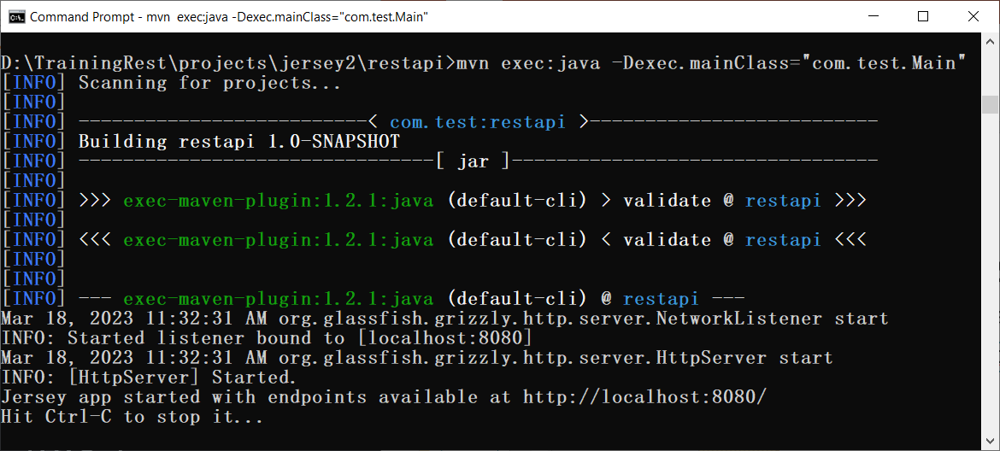 Command Prompt - mvn  exec:java -Dexec.mainClass="com.test.Main"
D:\TrainingRest\projects\jersey2\restapi>mvn exec:java -Dexec.mainClass="com.test.Main"
[INFO] Scanning for projects...
[INFO]
[INFO] --------------------------< com.test:restapi >--------------------------
[INFO] Building restapi 1.0-SNAPSHOT
[INFO] --------------------------------[ jar ]---------------------------------
[INFO]
[INFO] >>> exec-maven-plugin:1.2.1:java (default-cli) > validate @ restapi >>>
[INFO]
[INFO] <<< exec-maven-plugin:1.2.1:java (default-cli) < validate @ restapi <<<
[INFO]
[INFO]
[INFO] --- exec-maven-plugin:1.2.1:java (default-cli) @ restapi ---
Mar 18, 2023 11:32:31 AM org.glassfish.grizzly.http.server.NetworkListener start
INFO: Started listener bound to [localhost:8080]
Mar 18, 2023 11:32:31 AM org.glassfish.grizzly.http.server.HttpServer start
INFO: [HttpServer] Started.
Jersey app started with endpoints available at http://localhost:8080/
Hit Ctrl-C to stop it...